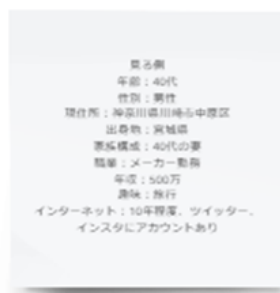 見る側
年齢：40代
性別：男性
現住所：神奈川県川崎市中原区
出身地：宮城県
家族構成：40代の妻
職業：メーカー勤務
年収：500万
趣味：旅行
インターネット：10年程度、ツイッター、
インスタにアカウントあり